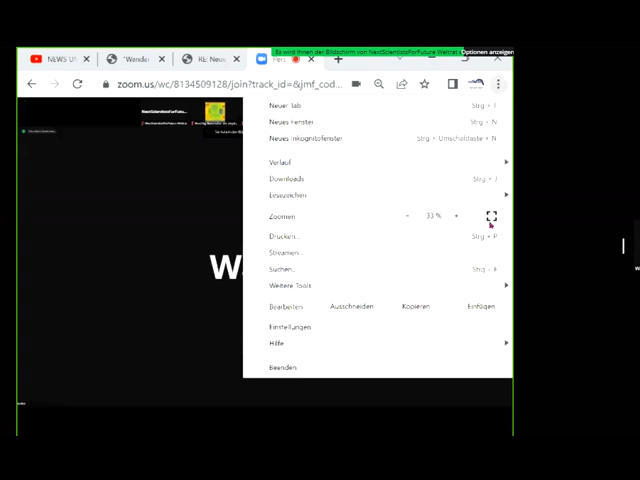 Es wird Ihnen der Bildschirm von NextScientistsForFuture Weltrat
Optionen anzeigen
NEWS U
"Wander
RE: Neue
zoom.us/wc/8134509128/join?track_id=&jmf_cod...
NextScientistsForFutu...
Neuer Tab Strg + T
Neues Fenster Strg + N
Neues Inkognitofenster Strg + Umschalttaste + N
Verlauf
Downloads Strg + J
Lesezeichen
Zoomen - 33 % +
Drucken... Strg + P
Streamen...
Suchen... Strg + F
Weitere Tools
Bearbeiten Ausschneiden Kopieren Einfügen
Einstellungen
Hilfe
Beenden